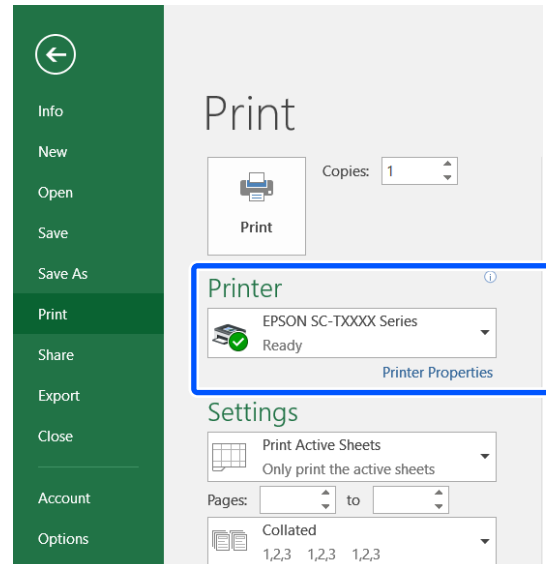 Info
New
Open
Save
Save As
Print
Share
Export
Close
Account
Options
Print
Copies: 1
Print
Printer
EPSON SC-TXXXX Series
Ready
Printer Properties
Settings
Print Active Sheets
Only print the active sheets
Pages: to
Collated
1,2,3 1,2,3 1,2,3